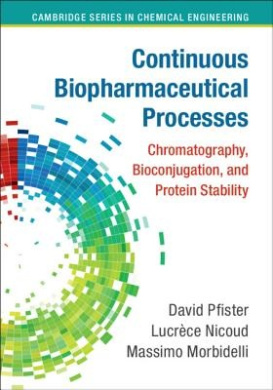 CAMBRIDGE SERIES IN CHEMICAL ENGINEERING
Continuous
Biopharmaceutical
Processes
Chromatography,
Bioconjugation, and
Protein Stability
David Pfister
Lucrèce Nicoud
Massimo Morbidelli